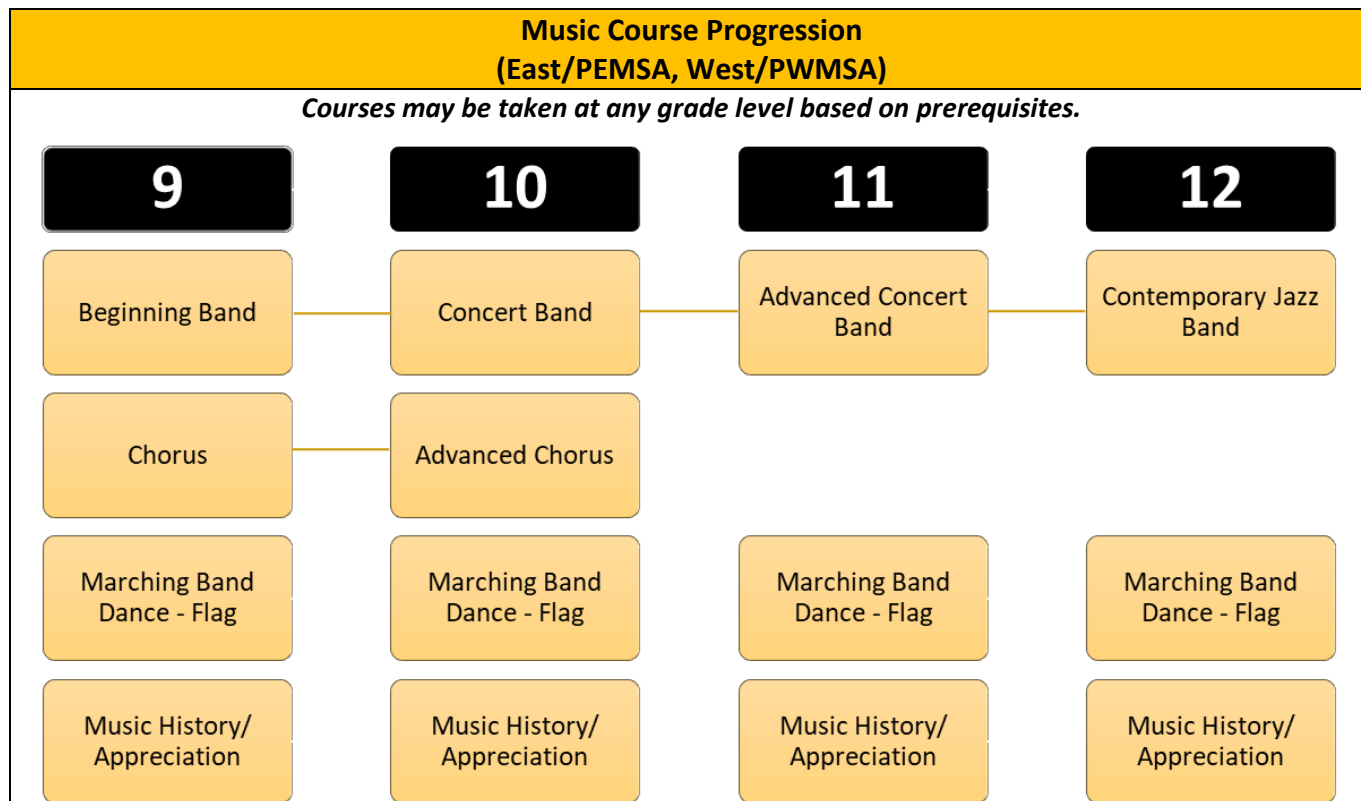 Music Course Progression
(East/PEMSA, West/PWMSA)
Courses may be taken at any grade level based on prerequisites.
9
10
11
12
Beginning Band
Concert Band
Advanced Concert
Band
Contemporary Jazz
Band
Chorus
Advanced Chorus
Marching Band
Dance - Flag
Marching Band
Dance - Flag
Marching Band
Dance - Flag
Marching Band
Dance - Flag
Music History/
Appreciation
Music History/
Appreciation
Music History/
Appreciation
Music History/
Appreciation